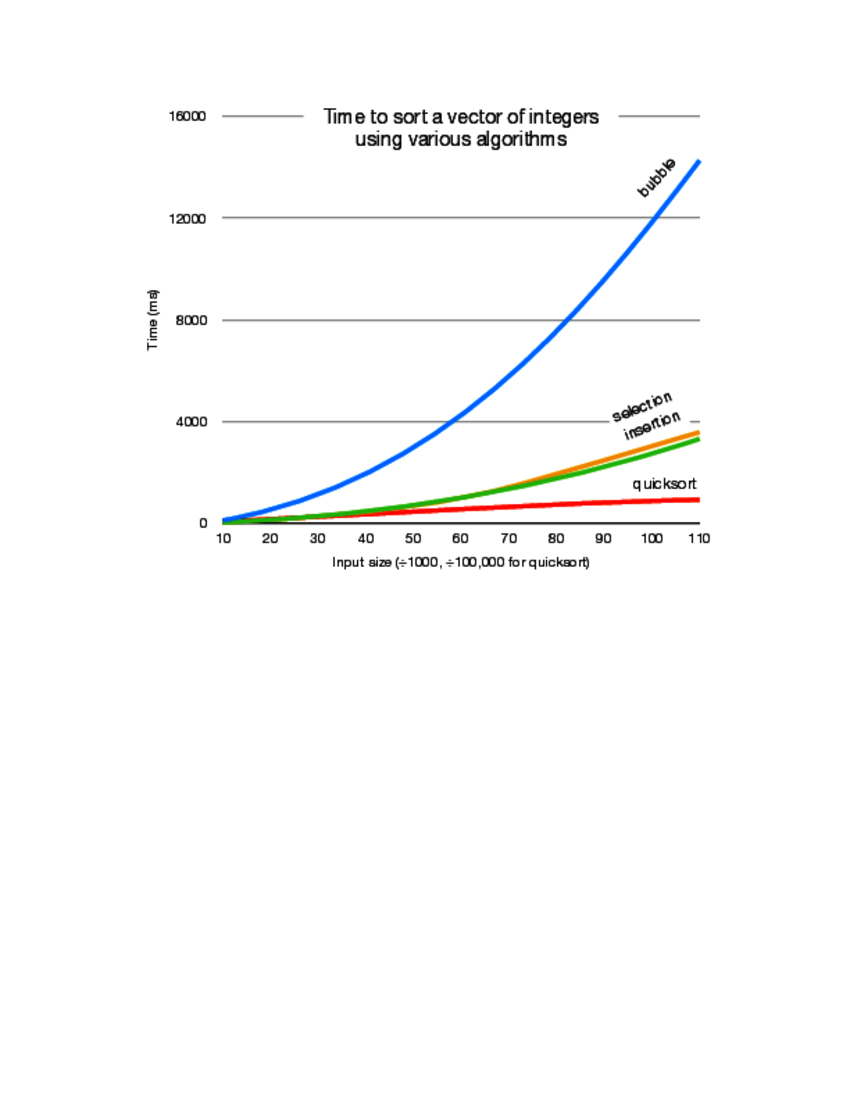 Time to sort a vector of integers
using various algorithms
16000
12000
8000
4000
0
Time (ms)
bubble
selection
insertion
quicksort
10 20 30 40 50 60 70 80 90 100 110
Input size (÷1000, ÷100,000 for quicksort)